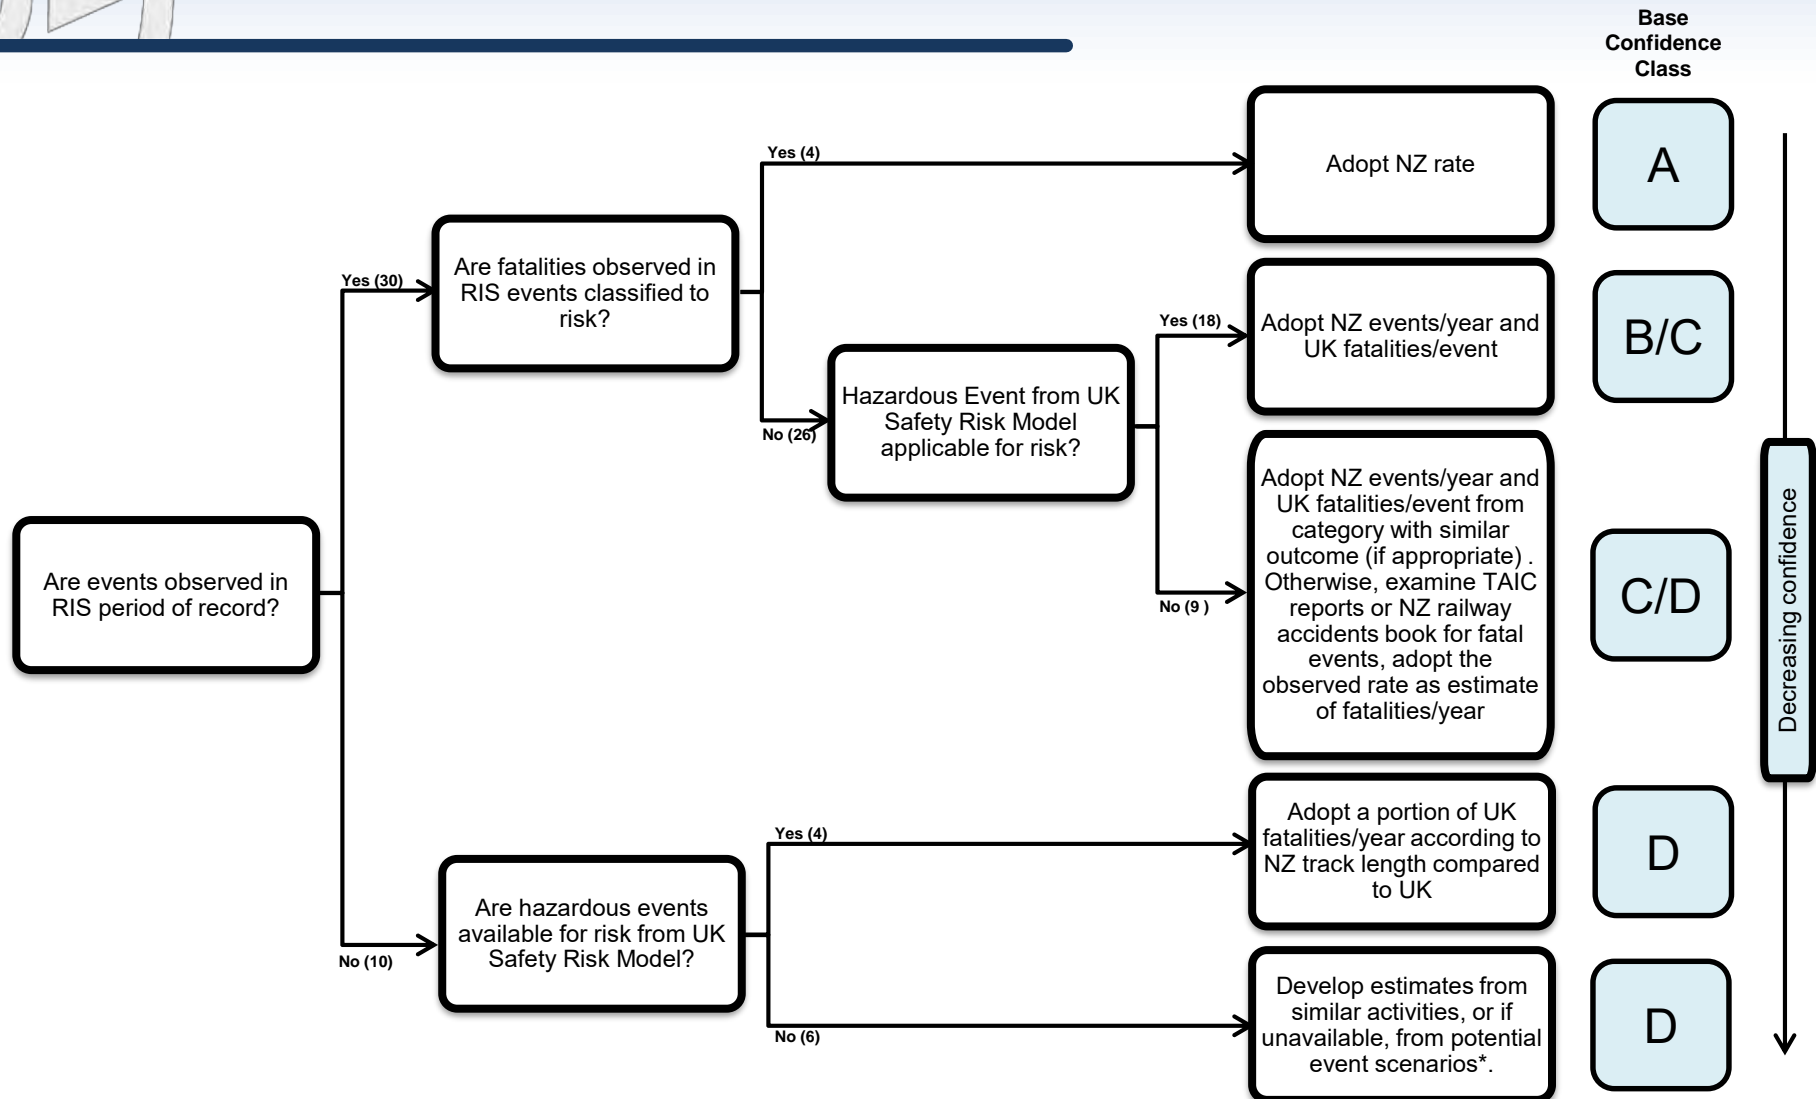 Base
Confidence
Class
Yes (4)
Adopt NZ rate
A
Yes (30)
Are fatalities observed in
RIS events classified to
risk?
Yes (18)
Adopt NZ events/year and
UK fatalities/event
B/C
No (26)
Hazardous Event from UK
Safety Risk Model
applicable for risk?
No (9 )
Adopt NZ events/year and
UK fatalities/event from
category with similar
outcome (if appropriate) .
Otherwise, examine TAIC
reports or NZ railway
accidents book for fatal
events, adopt the
observed rate as estimate
of fatalities/year
C/D
Decreasing confidence
Are events observed in
RIS period of record?
No (10)
Are hazardous events
available for risk from UK
Safety Risk Model?
Yes (4)
Adopt a portion of UK
fatalities/year according to
NZ track length compared
to UK
D
No (6)
Develop estimates from
similar activities, or if
unavailable, from potential
event scenarios*.
D